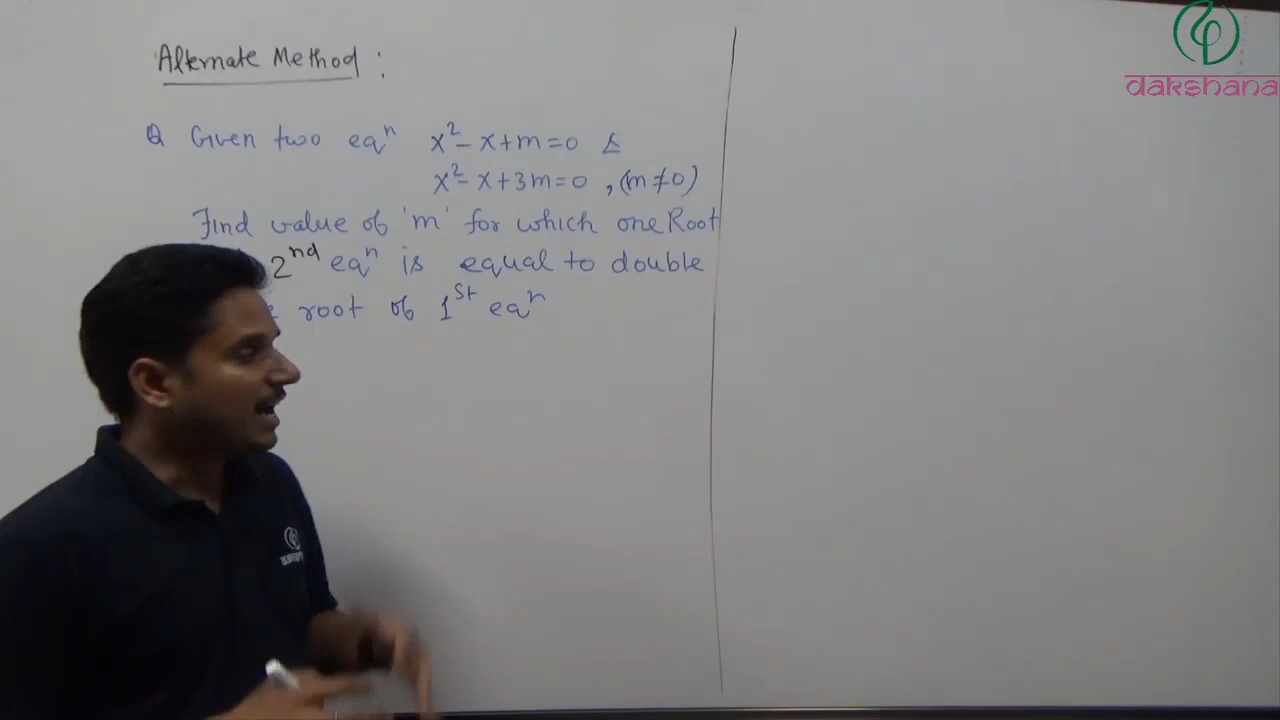 Alternate Method :
Q Given two eqⁿ x² - x + m = 0 &
x² - x + 3m = 0 , (m ≠ 0)
Find value of 'm' for which one Root
2nd eqⁿ is equal to double
root of 1st eqⁿ
dakshana